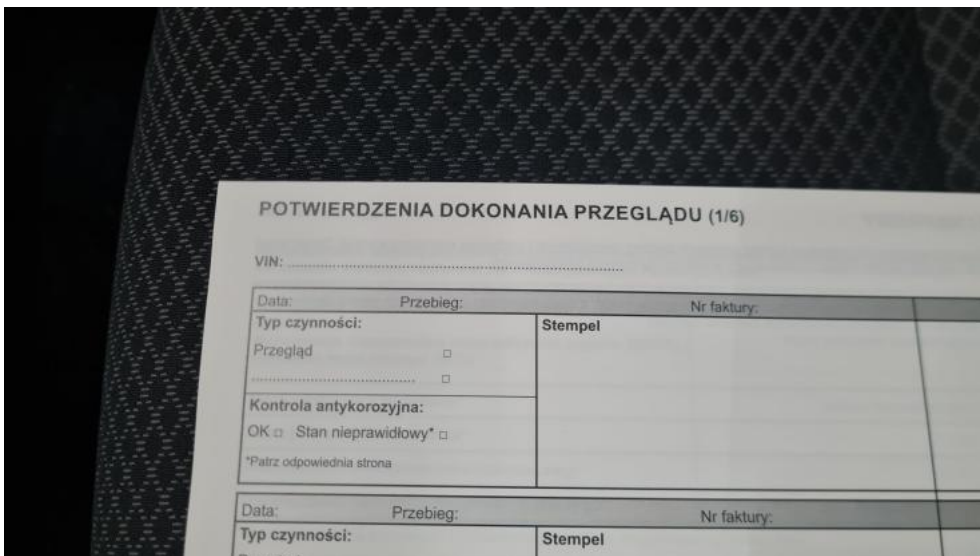 POTWIERDZENIA DOKONANIA PRZEGLĄDU (1/6)
VIN: ........................................................................................
Data: Przebieg: Nr faktury:
Typ czynności: Stempel
Przegląd □
............................................ □
Kontrola antykorozyjna:
OK □ Stan nieprawidłowy* □
*Patrz odpowiednia strona
Data: Przebieg: Nr faktury:
Typ czynności: Stempel